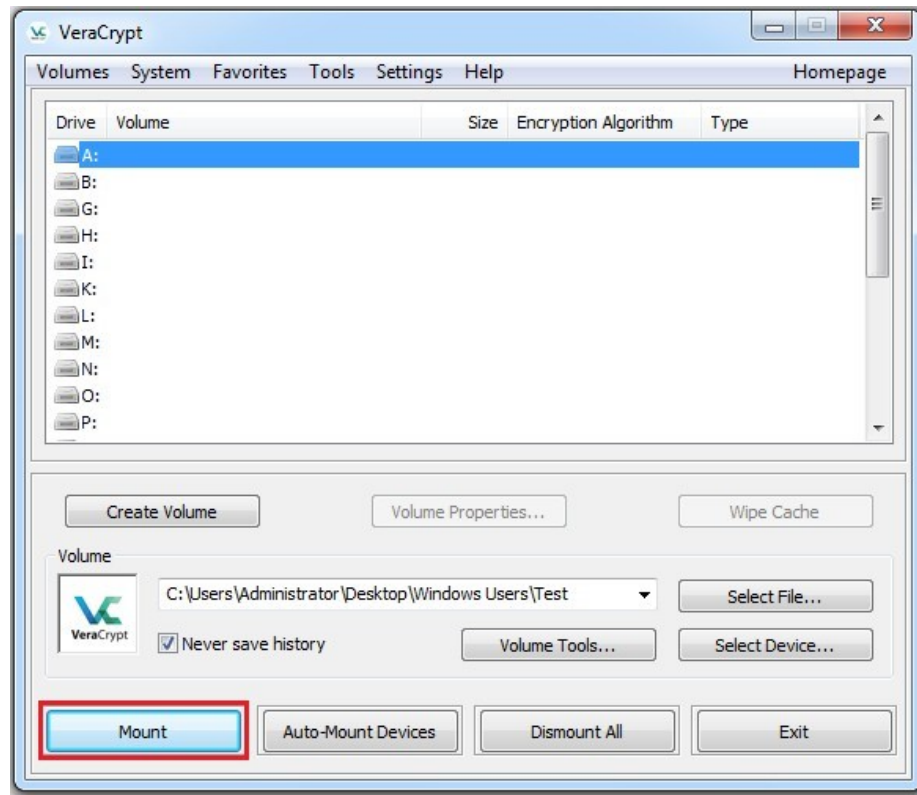 VeraCrypt
Volumes System Favorites Tools Settings Help Homepage
Drive Volume Size Encryption Algorithm Type
A:
B:
G:
H:
I:
K:
L:
M:
N:
O:
P:
Create Volume Volume Properties... Wipe Cache
Volume
C:\Users\Administrator\Desktop\Windows Users\Test Select File...
VeraCrypt Never save history Volume Tools... Select Device...
Mount Auto-Mount Devices Dismount All Exit